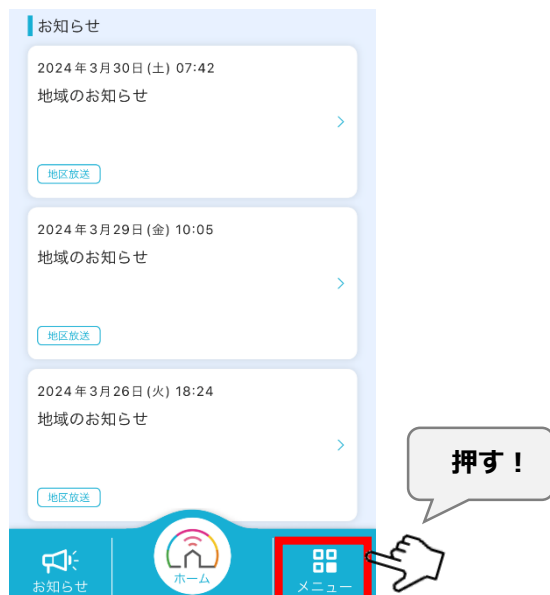 お知らせ
2024年3月30日(土) 07:42
地域のお知らせ
地区放送
2024年3月29日(金) 10:05
地域のお知らせ
地区放送
2024年3月26日(火) 18:24
地域のお知らせ
地区放送
押す！
お知らせ
ホーム
メニュー